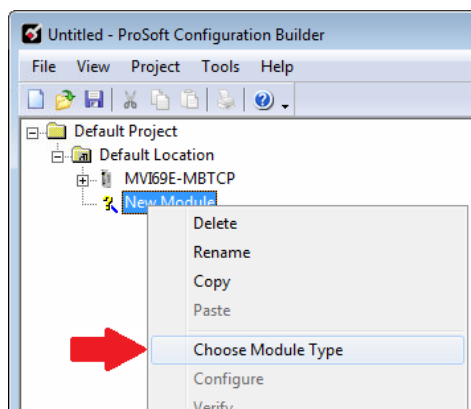 Untitled - ProSoft Configuration Builder
File View Project Tools Help
Default Project
Default Location
MVI69E-MBTCP
New Module
Delete
Rename
Copy
Paste
Choose Module Type
Configure
Verify